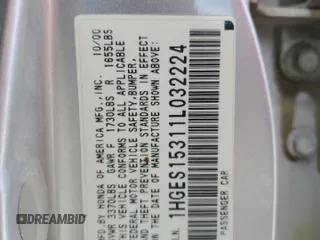 MFD. BY HONDA OF AMERICA MFG., INC. 10/00
GVWR 3370LBS GAWR F 1730LBS R 1655LBS
THIS VEHICLE CONFORMS TO ALL APPLICABLE
FEDERAL MOTOR VEHICLE SAFETY, BUMPER,
AND THEFT PREVENTION STANDARDS IN EFFECT
ON THE DATE OF MANUFACTURE SHOWN ABOVE.
V.I.N. 1HGES15311L032224
PASSENGER CAR
DREAMBID